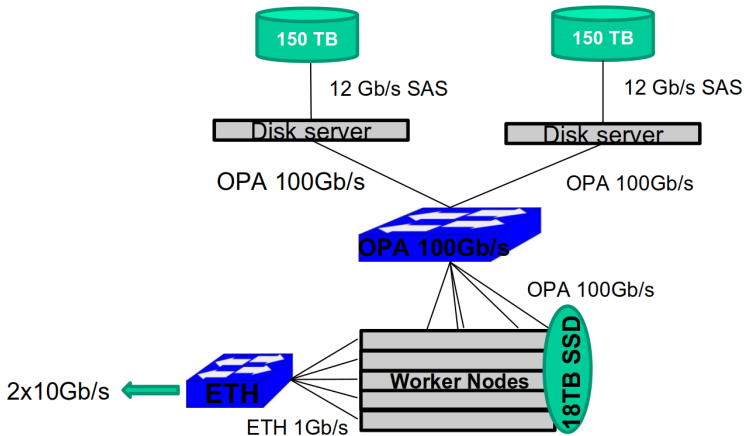 150 TB
150 TB
12 Gb/s SAS
12 Gb/s SAS
Disk server
Disk server
OPA 100Gb/s
OPA 100Gb/s
OPA 100Gb/s
OPA 100Gb/s
18TB SSD
Worker Nodes
ETH
2x10Gb/s
ETH 1Gb/s